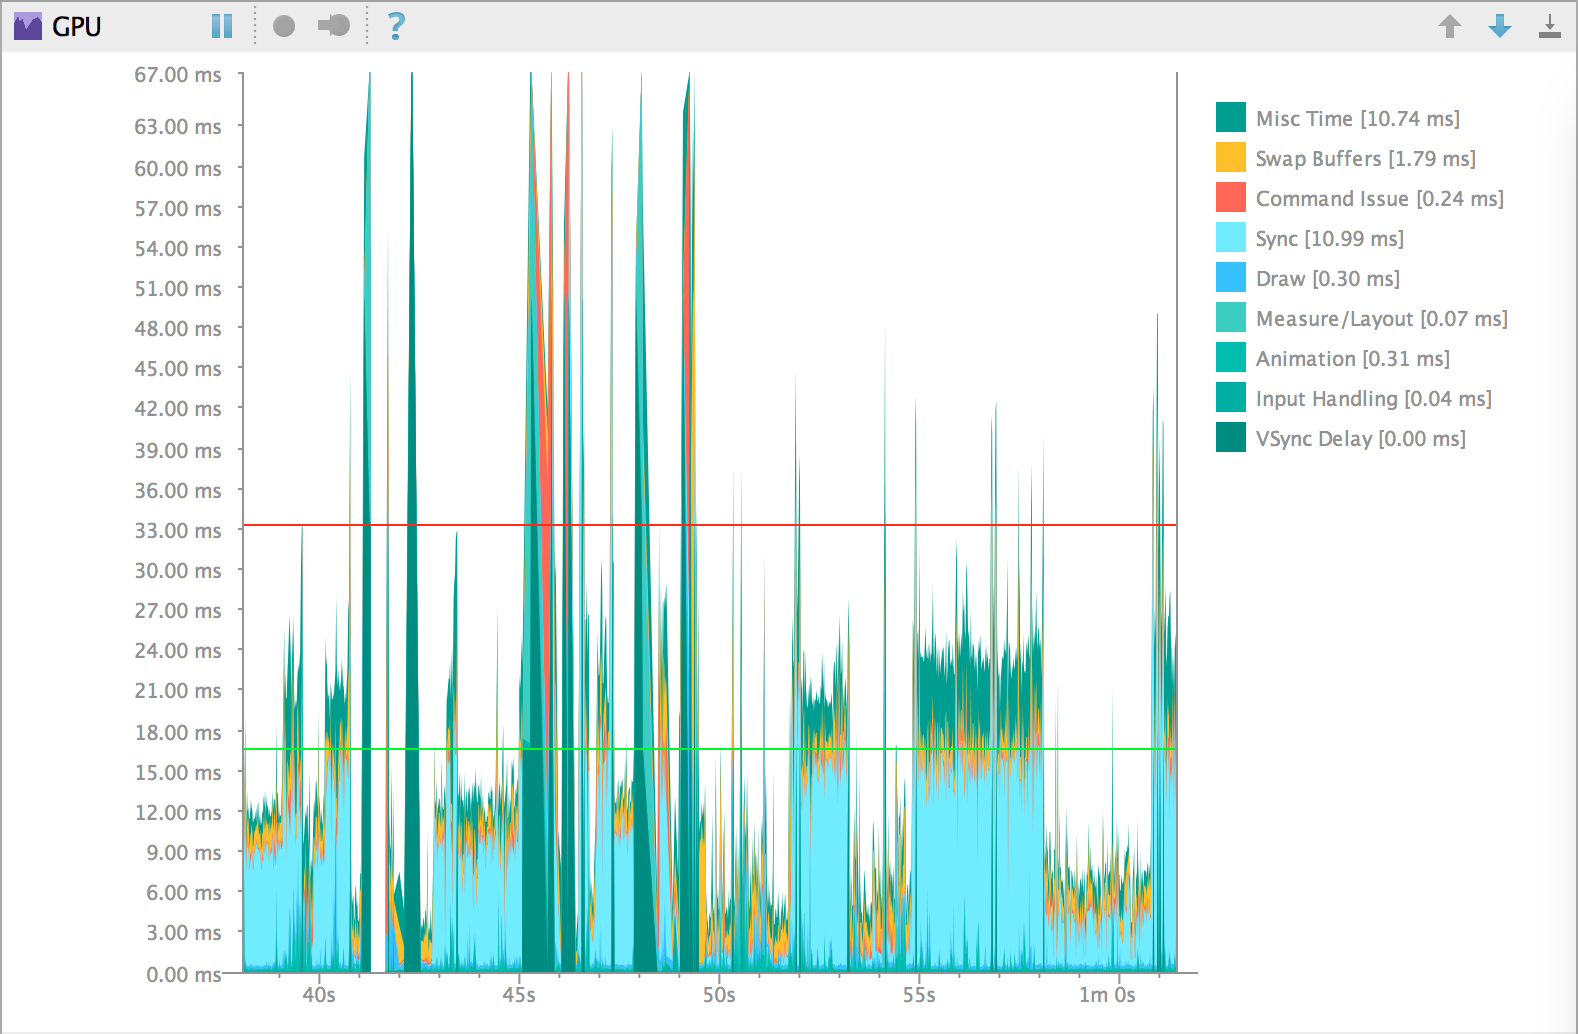 GPU
?
67.00 ms
63.00 ms
60.00 ms
57.00 ms
54.00 ms
51.00 ms
48.00 ms
45.00 ms
42.00 ms
39.00 ms
36.00 ms
33.00 ms
30.00 ms
27.00 ms
24.00 ms
21.00 ms
18.00 ms
15.00 ms
12.00 ms
9.00 ms
6.00 ms
3.00 ms
0.00 ms
40s
45s
50s
55s
1m 0s
Misc Time [10.74 ms]
Swap Buffers [1.79 ms]
Command Issue [0.24 ms]
Sync [10.99 ms]
Draw [0.30 ms]
Measure/Layout [0.07 ms]
Animation [0.31 ms]
Input Handling [0.04 ms]
VSync Delay [0.00 ms]